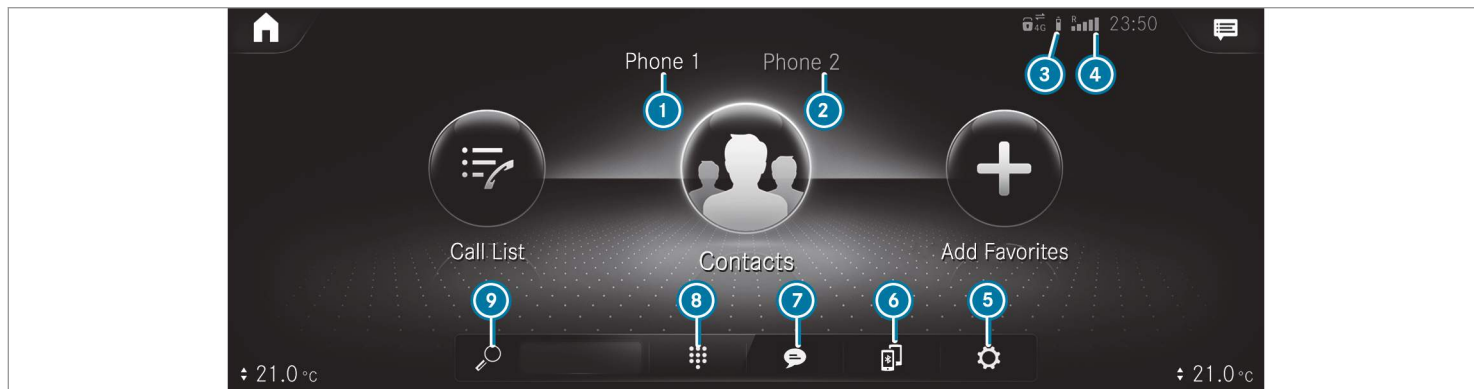 4G R 23:50
Phone 1 Phone 2
3 4
1 2
Call List Contacts Add Favorites
9 8 7 6 5
21.0 °C 21.0 °C